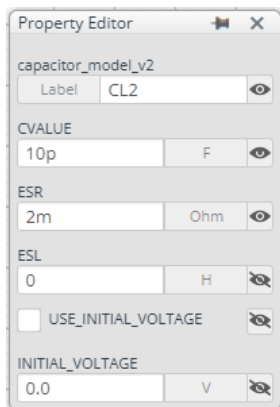 Property Editor
capacitor_model_v2
Label CL2
CVALUE
10p F
ESR
2m Ohm
ESL
0 H
USE_INITIAL_VOLTAGE
INITIAL_VOLTAGE
0.0 V